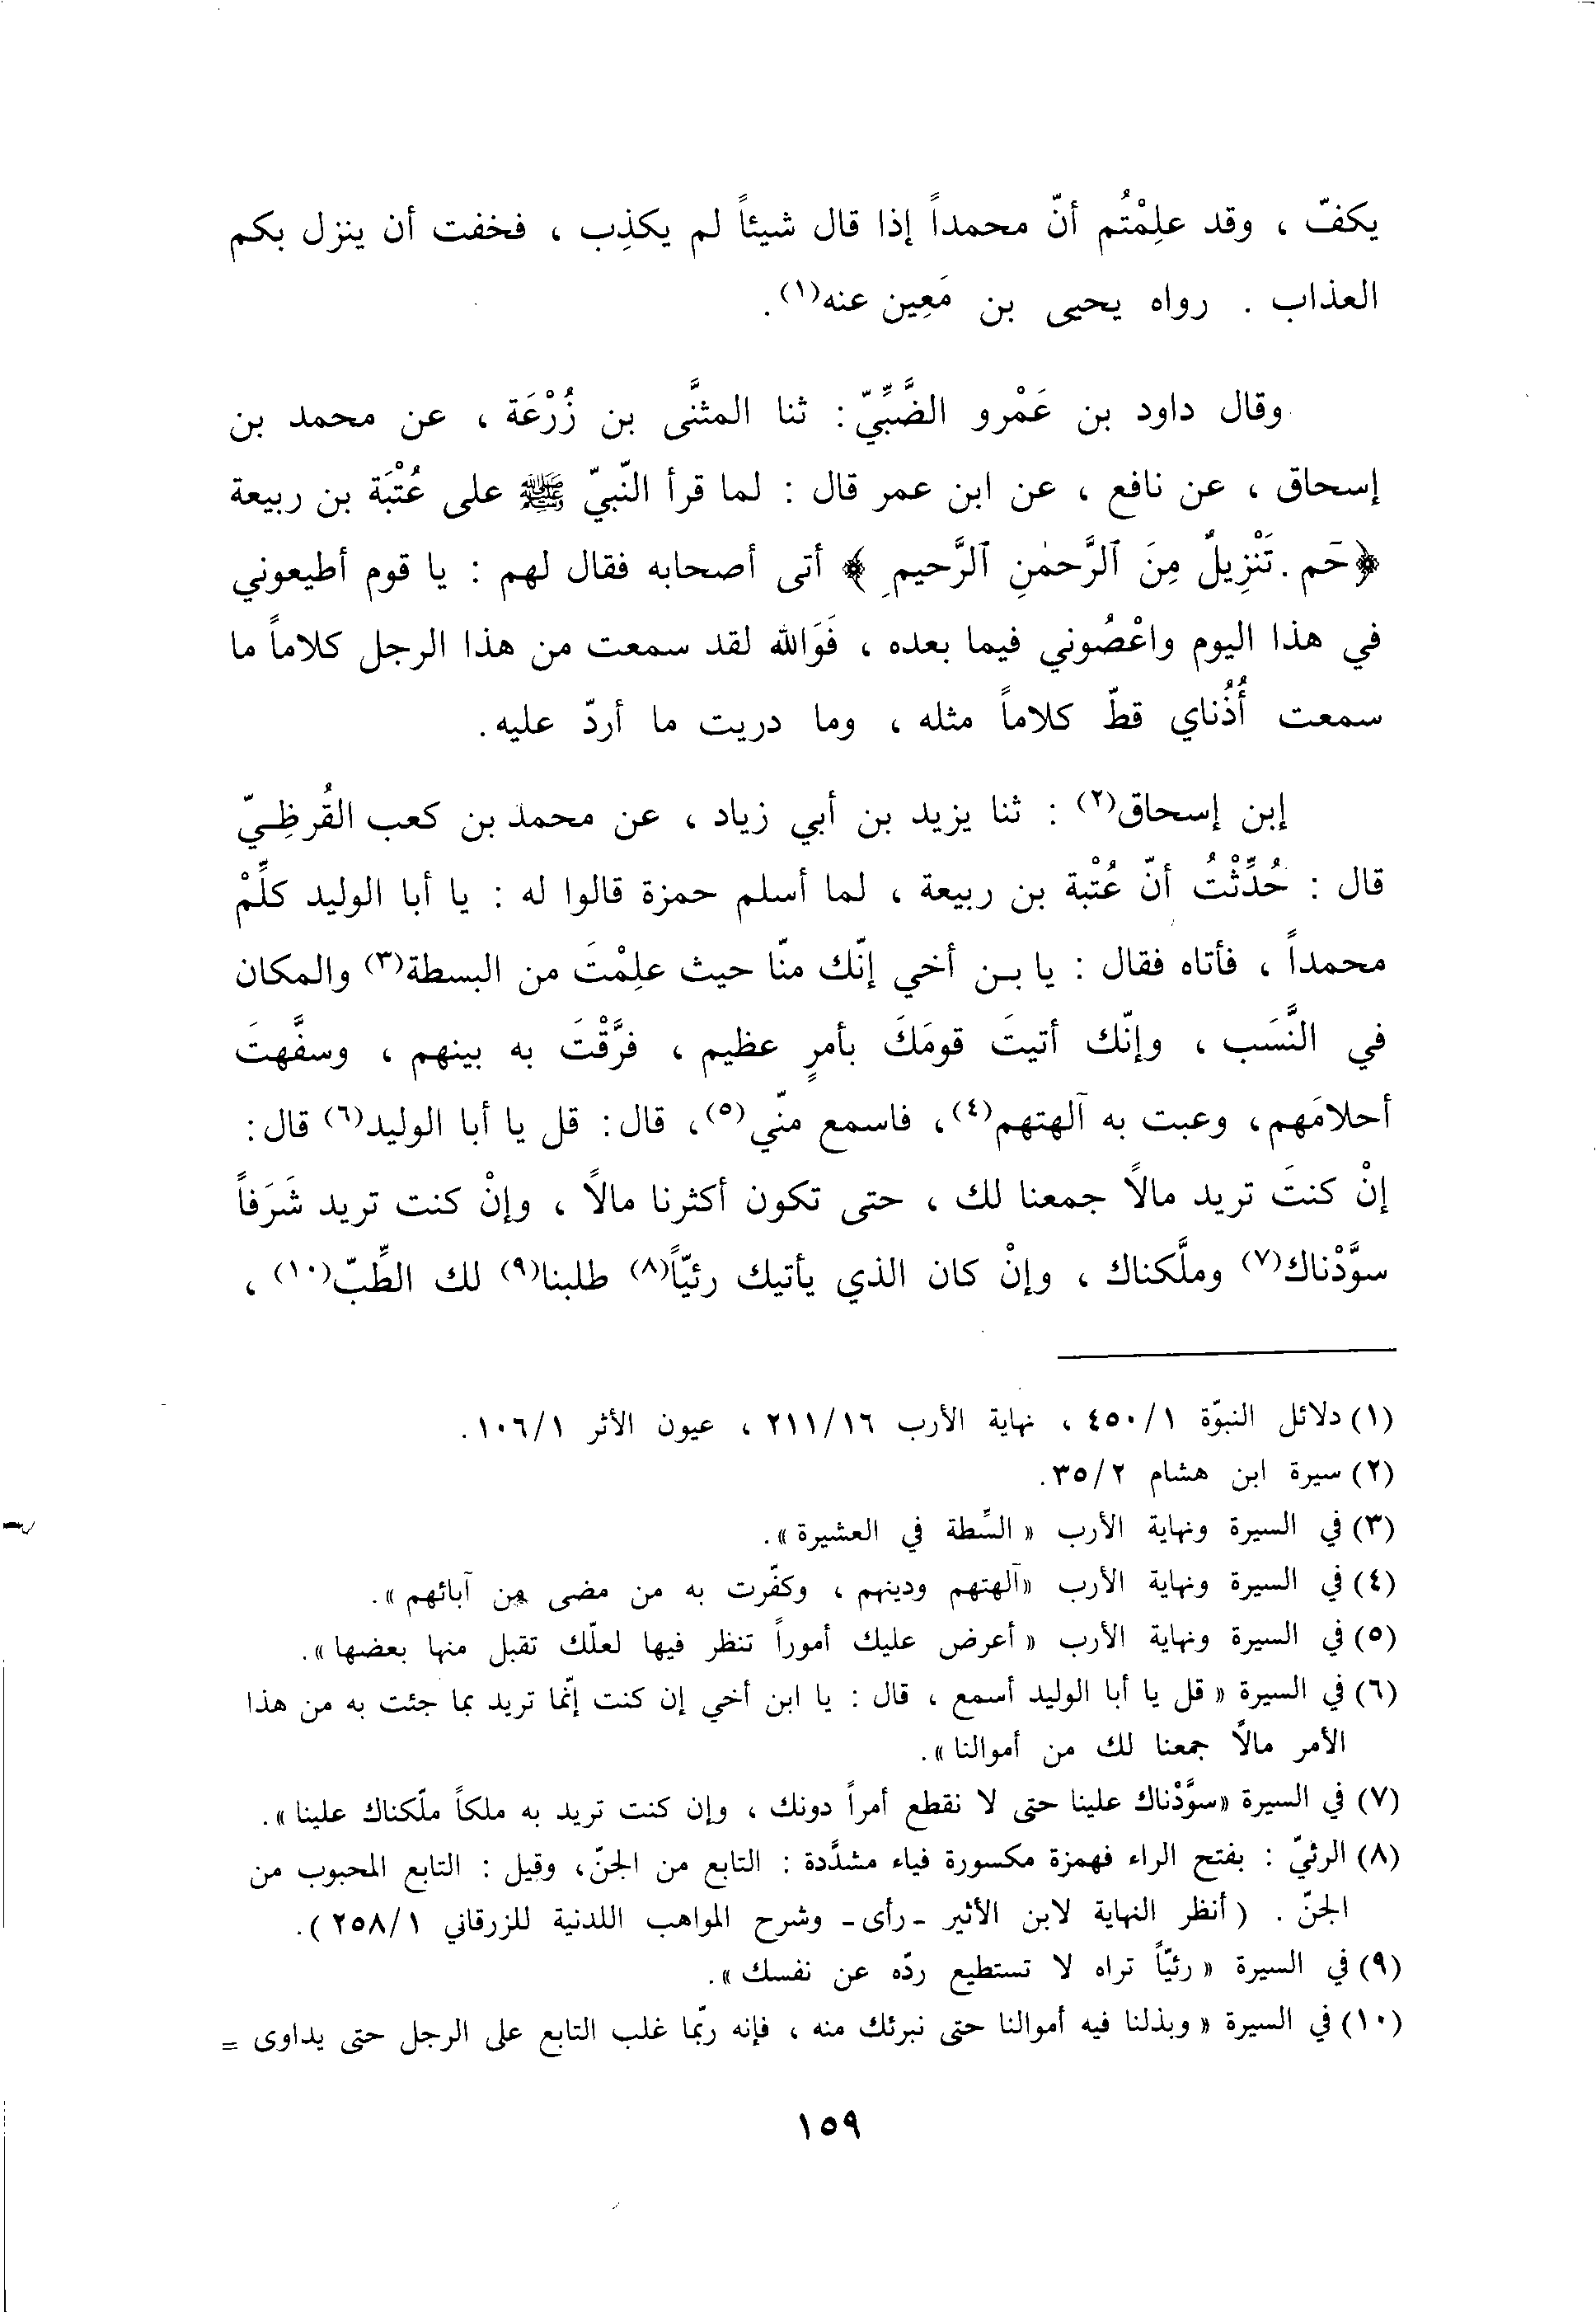 يكفّ ، وقد علِمْتُم أنّ محمداً إذا قال شيئاً لم يكذِب ، فخفت أن ينزل بكم
العذاب . رواه يحيى بن مَعِين عنه(١).
وقال داود بن عَمْرو الضَّبِّيّ : ثنا المثنَّى بن زُرْعَة ، عن محمد بن
إسحاق ، عن نافع ، عن ابن عمر قال : لما قرأ النّبيّ ﷺ على عُتْبَة بن ربيعة
﴿حَم . تَنْزِيلٌ مِنَ ٱلرَّحمٰنِ ٱلرَّحيمِ﴾ أتى أصحابه فقال لهم : يا قوم أطيعوني
في هذا اليوم واعْصُوني فيما بعده ، فَوَالله لقد سمعت من هذا الرجل كلاماً ما
سمعت أُذُناي قطّ كلاماً مثله ، وما دريت ما أردّ عليه.
إبن إسحاق(٢) : ثنا يزيد بن أبي زياد ، عن محمد بن كعب القُرظِيّ
قال : حُدِّثْتُ أنّ عُتْبة بن ربيعة ، لما أسلم حمزة قالوا له : يا أبا الوليد كلِّمْ
محمداً ، فأتاه فقال : يا بـن أخي إنّك منّا حيث علِمْتَ من البسطة(٣) والمكان
في النَّسَب ، وإنّك أتيتَ قومَكَ بأمرٍ عظيم ، فرَّقْتَ به بينهم ، وسفَّهتَ
أحلامَهم، وعبت به آلهتهم(٤)، فاسمع منّي(٥)، قال: قل يا أبا الوليد(٦) قال:
إنْ كنتَ تريد مالاً جمعنا لك ، حتى تكون أكثرنا مالاً ، وإنْ كنت تريد شَرَفاً
سوَّدْناك(٧) وملَّكناك ، وإنْ كان الذي يأتيك رئيّاً(٨) طلبنا(٩) لك الطِّبّ(١٠) ،
(١) دلائل النبوّة ٤٥٠/١ ، نهاية الأرب ٢١١/١٦ ، عيون الأثر ١٠٦/١.
(٢) سيرة ابن هشام ٣٥/٢.
(٣) في السيرة ونهاية الأرب « السِّطة في العشيرة ».
(٤) في السيرة ونهاية الأرب «آلهتهم ودينهم ، وكفّرت به من مضى من آبائهم ».
(٥) في السيرة ونهاية الأرب « أعرض عليك أموراً تنظر فيها لعلّك تقبل منها بعضها».
(٦) في السيرة « قل يا أبا الوليد أسمع ، قال : يا ابن أخي إن كنت إنّما تريد بما جئت به من هذا
الأمر مالاً جمعنا لك من أموالنا ».
(٧) في السيرة «سوَّدْناك علينا حتى لا نقطع أمراً دونك ، وإن كنت تريد به ملكاً ملّكناك علينا ».
(٨) الرئيّ : بفتح الراء فهمزة مكسورة فياء مشدَّدة : التابع من الجنّ، وقيل : التابع المحبوب من
الجنّ . ( أنظر النهاية لابن الأثير ـ رأى ـ وشرح المواهب اللدنية للزرقاني ٢٥٨/١ ).
(٩) في السيرة « رئيّاً تراه لا تستطيع ردّه عن نفسك ».
(١٠) في السيرة « وبذلنا فيه أموالنا حتى نبرئك منه ، فإنه ربّما غلب التابع على الرجل حتى يداوى =
١٥٩